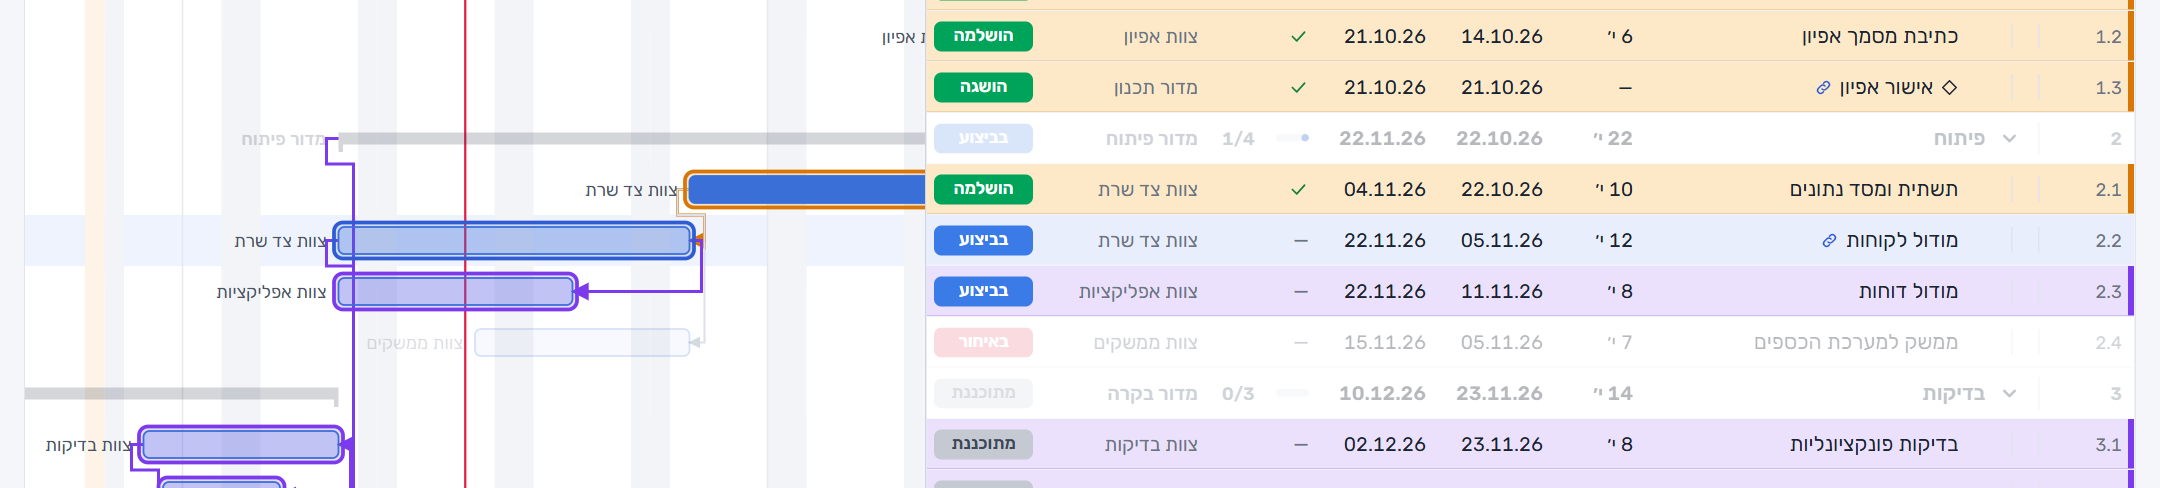 1.2 כתיבת מסמך אפיון 6 י׳ 14.10.26 21.10.26 ✓ צוות אפיון הושלמה
1.3 ◇ אישור אפיון – 21.10.26 21.10.26 ✓ מדור תכנון הושגה
2 פיתוח 22 י׳ 22.10.26 22.11.26 1/4 מדור פיתוח בביצוע מדור פיתוח
2.1 תשתית ומסד נתונים 10 י׳ 22.10.26 04.11.26 ✓ צוות צד שרת הושלמה צוות צד שרת
2.2 מודול לקוחות 12 י׳ 05.11.26 22.11.26 – צוות צד שרת בביצוע צוות צד שרת
2.3 מודול דוחות 8 י׳ 11.11.26 22.11.26 – צוות אפליקציות בביצוע צוות אפליקציות
2.4 ממשק למערכת הכספים 7 י׳ 05.11.26 15.11.26 – צוות ממשקים באיחור צוות ממשקים
3 בדיקות 14 י׳ 23.11.26 10.12.26 0/3 מדור בקרה מתוכננת
3.1 בדיקות פונקציונליות 8 י׳ 23.11.26 02.12.26 – צוות בדיקות מתוכננת צוות בדיקות